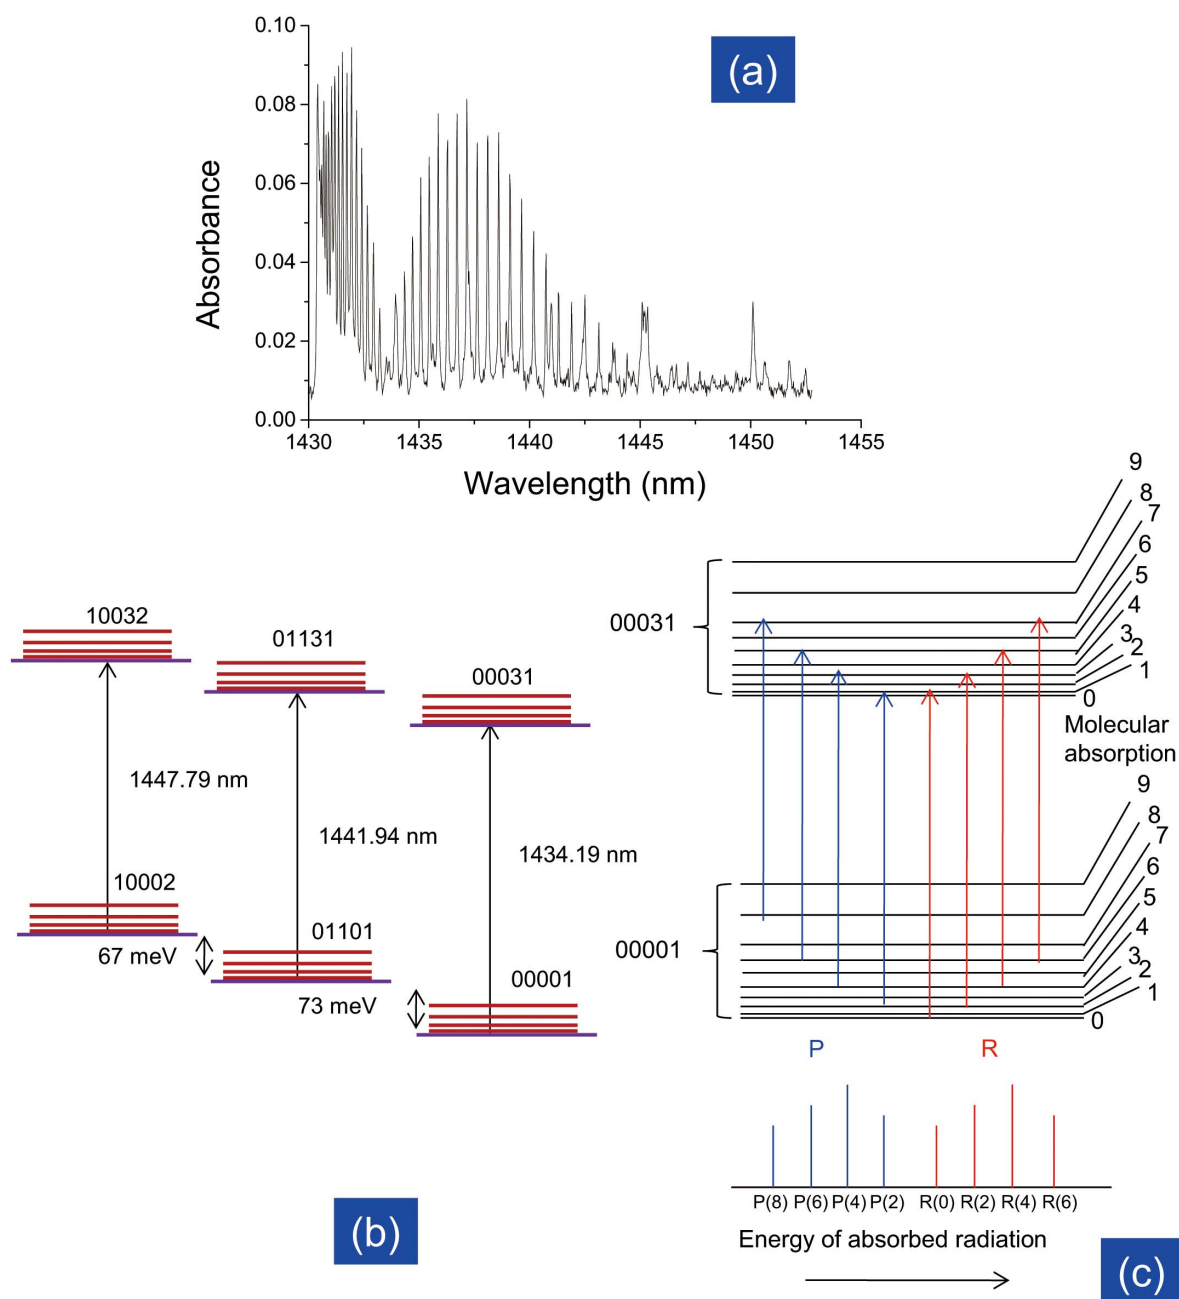 (a)
Absorbance
0.10
0.08
0.06
0.04
0.02
0.00
1430
1435
1440
1445
1450
1455
Wavelength (nm)
10032
01131
00031
1447.79 nm
1441.94 nm
1434.19 nm
10002
01101
00001
67 meV
73 meV
(b)
9
8
7
6
5
4
3
2
1
0
00031
Molecular
absorption
9
8
7
6
5
4
3
2
1
0
00001
P
R
P(8)
P(6)
P(4)
P(2)
R(0)
R(2)
R(4)
R(6)
Energy of absorbed radiation
(c)